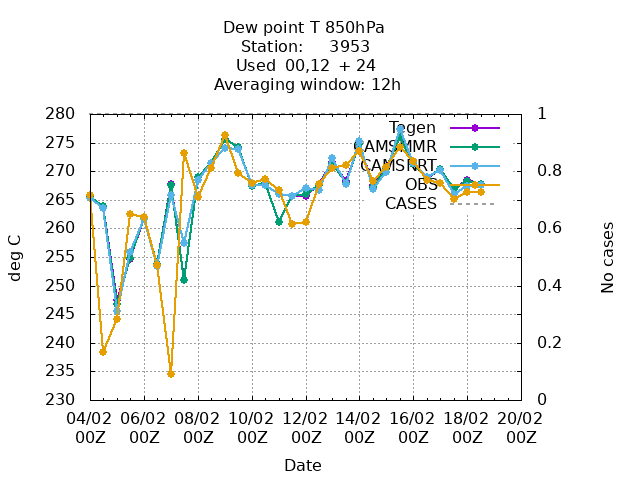 Dew point T 850hPa
Station: 3953
Used 00,12 + 24
Averaging window: 12h
280 1
Tegen
275
CAMSiMMR
270 0.8
CAMSNRT
265
OBS
CASES
260 0.6
255
deg C
No cases
250 0.4
245
240 0.2
235
230 0
04/02 06/02 08/02 10/02 12/02 14/02 16/02 18/02 20/02
00Z 00Z 00Z 00Z 00Z 00Z 00Z 00Z 00Z
Date